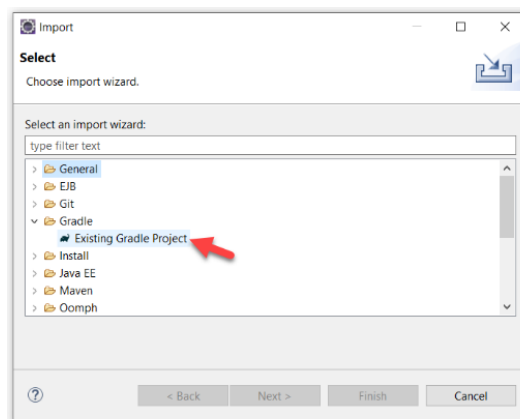 Import
Select
Choose import wizard.
Select an import wizard:
type filter text
General
EJB
Git
Gradle
Existing Gradle Project
Install
Java EE
Maven
Oomph
?
< Back
Next >
Finish
Cancel